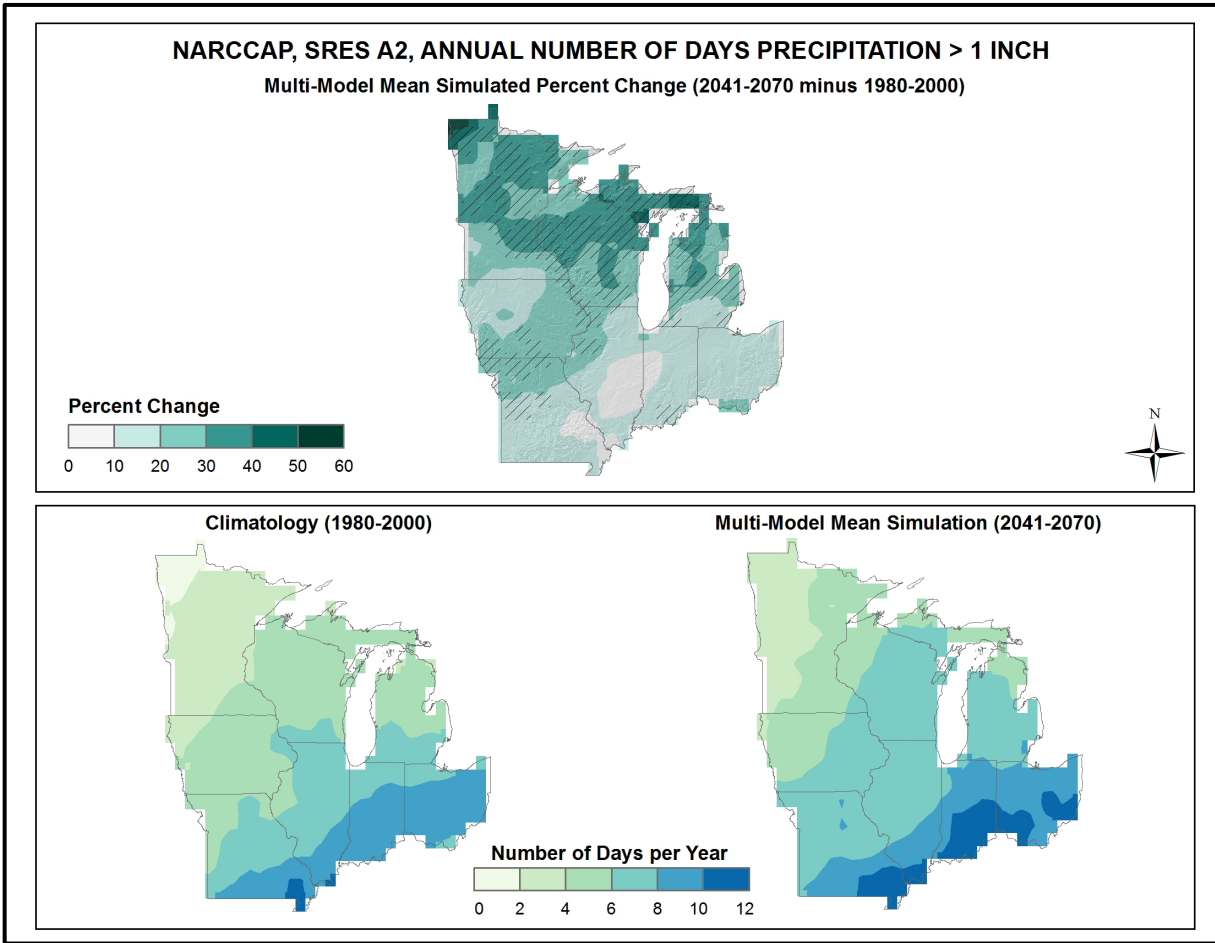 NARCCAP, SRES A2, ANNUAL NUMBER OF DAYS PRECIPITATION > 1 INCH
Multi-Model Mean Simulated Percent Change (2041-2070 minus 1980-2000)
Percent Change
0 10 20 30 40 50 60
N
Climatology (1980-2000)
Multi-Model Mean Simulation (2041-2070)
Number of Days per Year
0 2 4 6 8 10 12